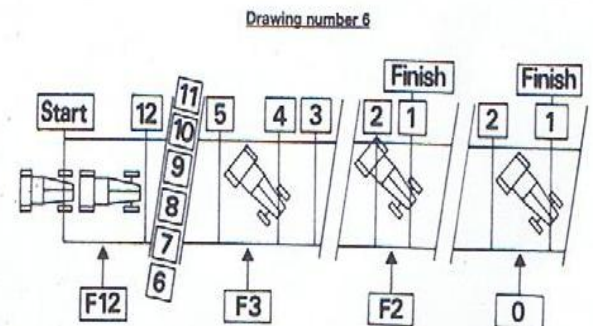 Drawing number 6
Finish Finish
Start 12 11 5 4 3 2 1 2 1
10
9
8
7
6
F12 F3 F2 0